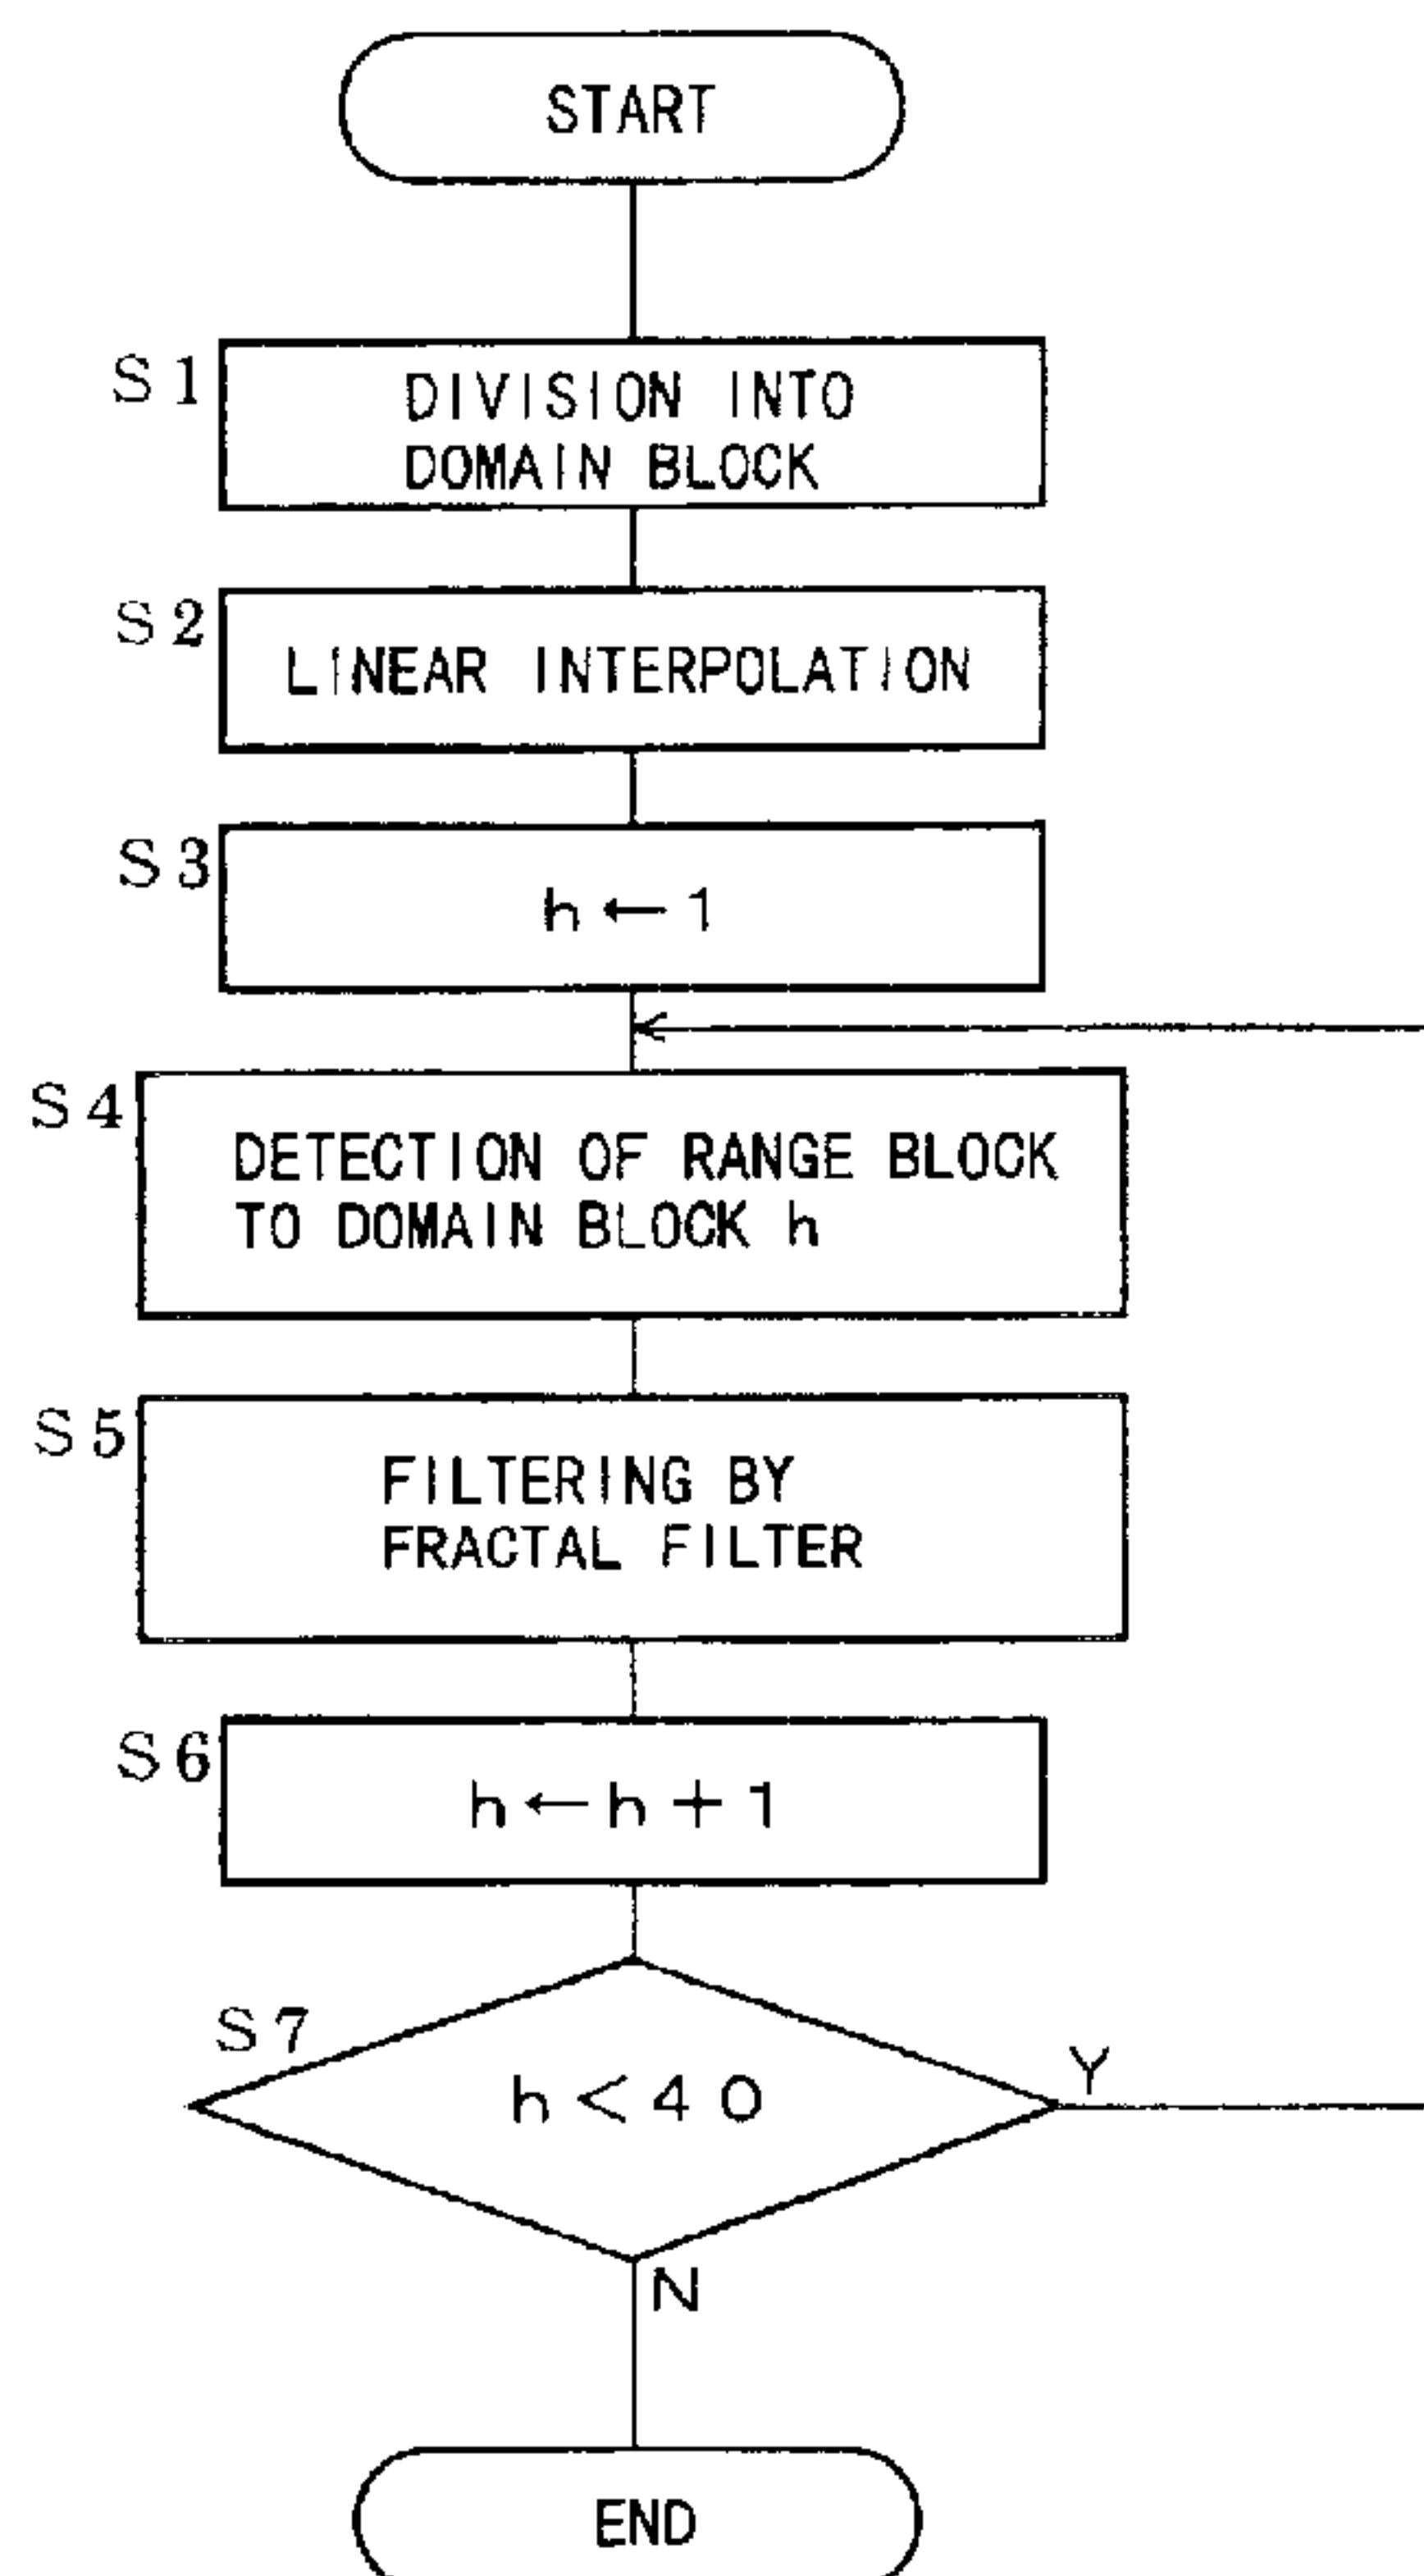 START
S1
DIVISION INTO
DOMAIN BLOCK
S2
LINEAR INTERPOLATION
S3
h ← 1
S4
DETECTION OF RANGE BLOCK
TO DOMAIN BLOCK h
S5
FILTERING BY
FRACTAL FILTER
S6
h ← h + 1
S7
h < 40
Y
N
END